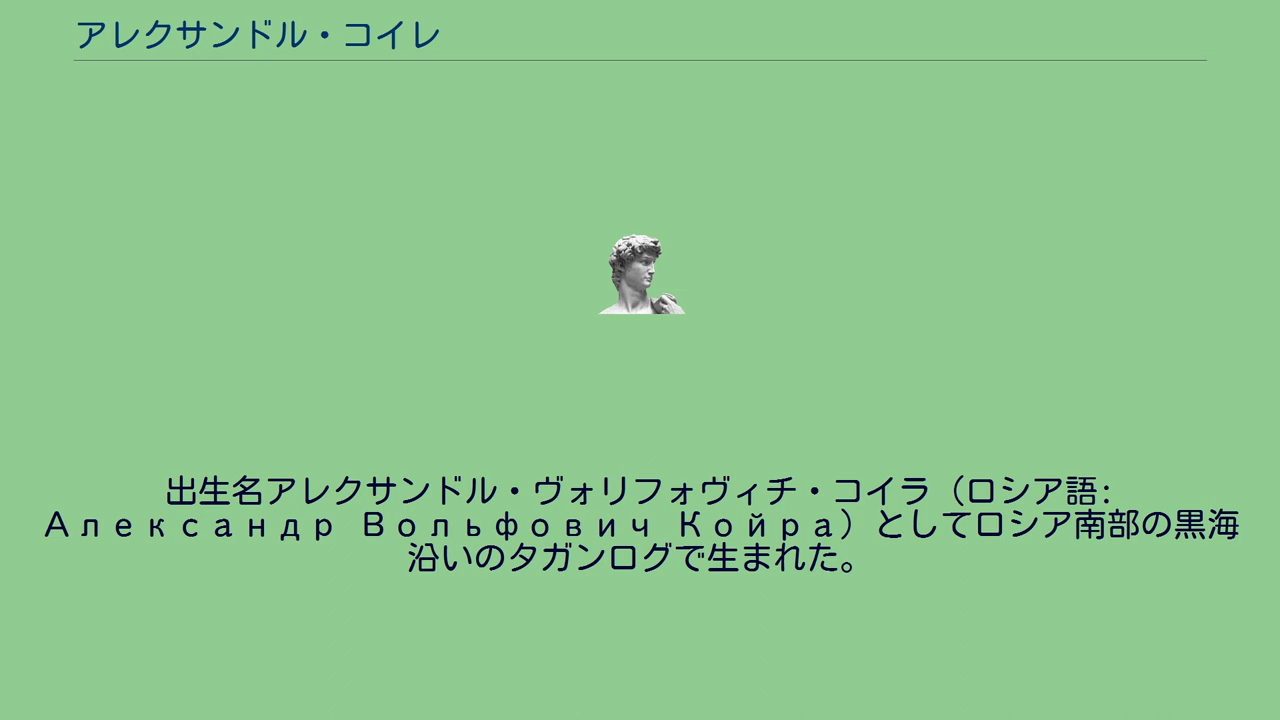 アレクサンドル・コイレ
出生名アレクサンドル・ヴォリフォヴィチ・コイラ（ロシア語:
Александр Вольфович Койра）としてロシア南部の黒海
沿いのタガンログで生まれた。